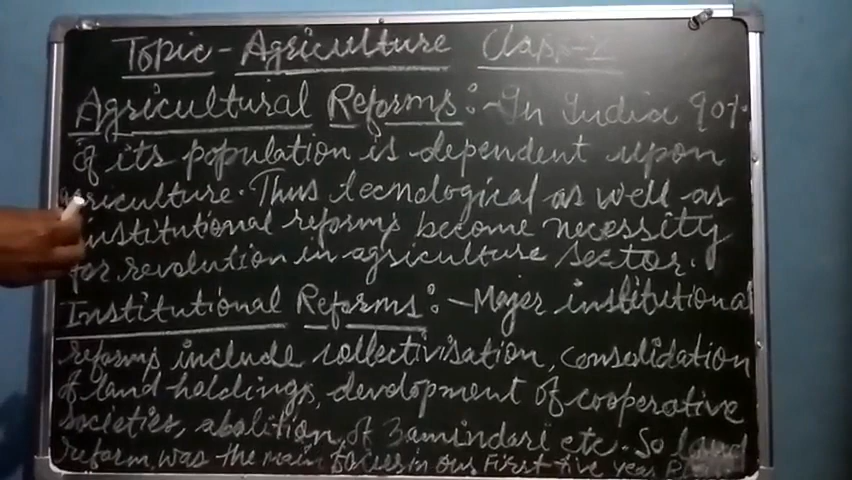 Topic - Agriculture Class-X
Agricultural Reforms :- In India 90%
of its population is dependent upon
agriculture. Thus tecnological as well as
institutional reforms become necessity
for revolution in agriculture sector.
Institutional Reforms :- Major institutional
reforms include collectivisation, consolidation
of land holdings, development of cooperative
societies, abolition of Zamindari etc. So land
reform was the main focus in our First five year Plan